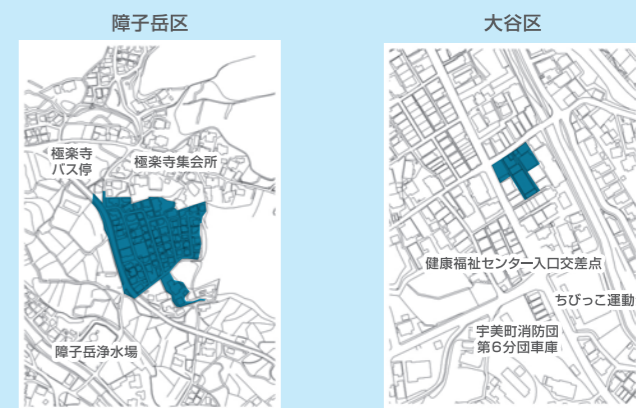 障子岳区
極楽寺
バス停
極楽寺集会所
障子岳浄水場
大谷区
健康福祉センター入口交差点
ちびっこ運動
宇美町消防団
第6分団車庫